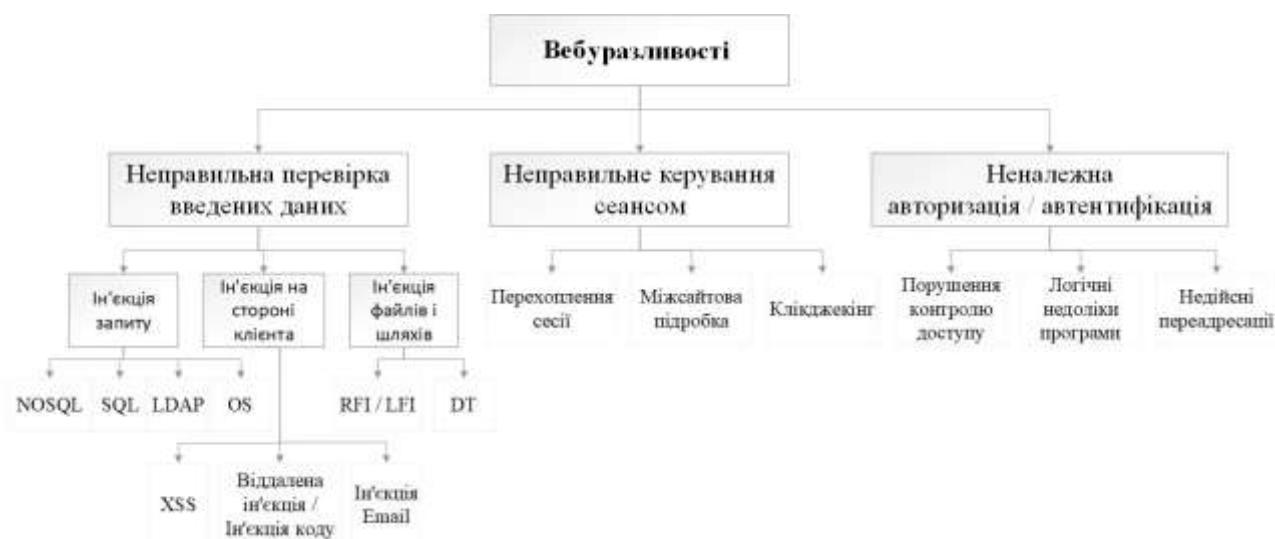 Вебуразливості
Неправильна перевірка
введених даних
Неправильне керування
сеансом
Неналежна
авторизація / автентифікація
Ін'єкція
запиту
Ін'єкція на
стороні
клієнта
Ін'єкція
файлів і
шляхів
Перехоплення
сесії
Міжсайтова
підробка
Клікджекінг
Порушення
контролю
доступу
Логічні
недоліки
програми
Недійсні
переадресації
NOSQL
SQL
LDAP
OS
RFI / LFI
DT
XSS
Віддалена
ін'єкція /
Ін'єкція коду
Ін'єкція
Email